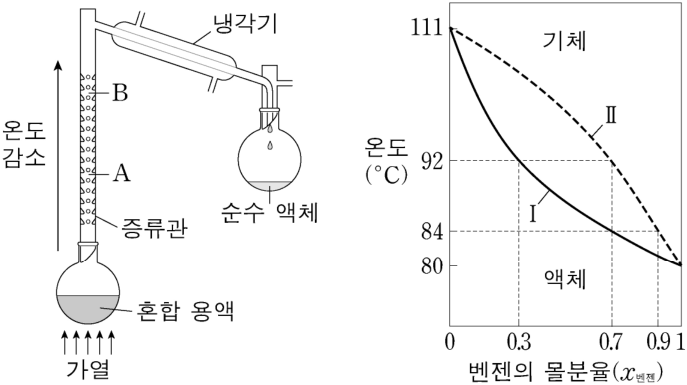 냉각기
B
온도
감소
A
증류관
순수 액체
혼합 용액
가열
온도
(℃)
111
92
84
80
기체
Ⅱ
Ⅰ
액체
0 0.3 0.7 0.9 1
벤젠의 몰분율(x벤젠)